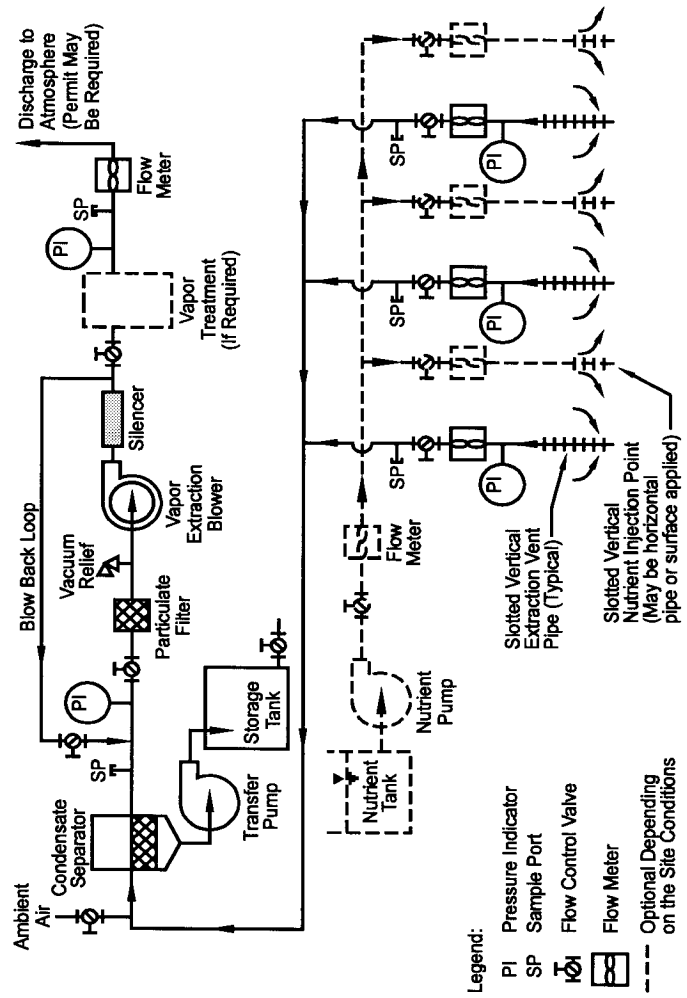 Ambient
Air
Condensate
Separator
SP
PI
Blow Back Loop
Particulate
Filter
Vacuum
Relief
Vapor
Extraction
Blower
Silencer
Vapor
Treatment
(If Required)
PI
SP
Flow
Meter
Discharge to
Atmosphere
(Permit May
Be Required)
Transfer
Pump
Storage
Tank
Nutrient
Tank
Nutrient
Pump
Flow
Meter
SP
PI
SP
PI
SP
PI
Slotted Vertical
Extraction Vent
Pipe (Typical)
Slotted Vertical
Nutrient Injection Point
(May be horizontal
pipe or surface applied)
Legend:
PI Pressure Indicator
SP Sample Port
Flow Control Valve
Flow Meter
Optional Depending
on the Site Conditions